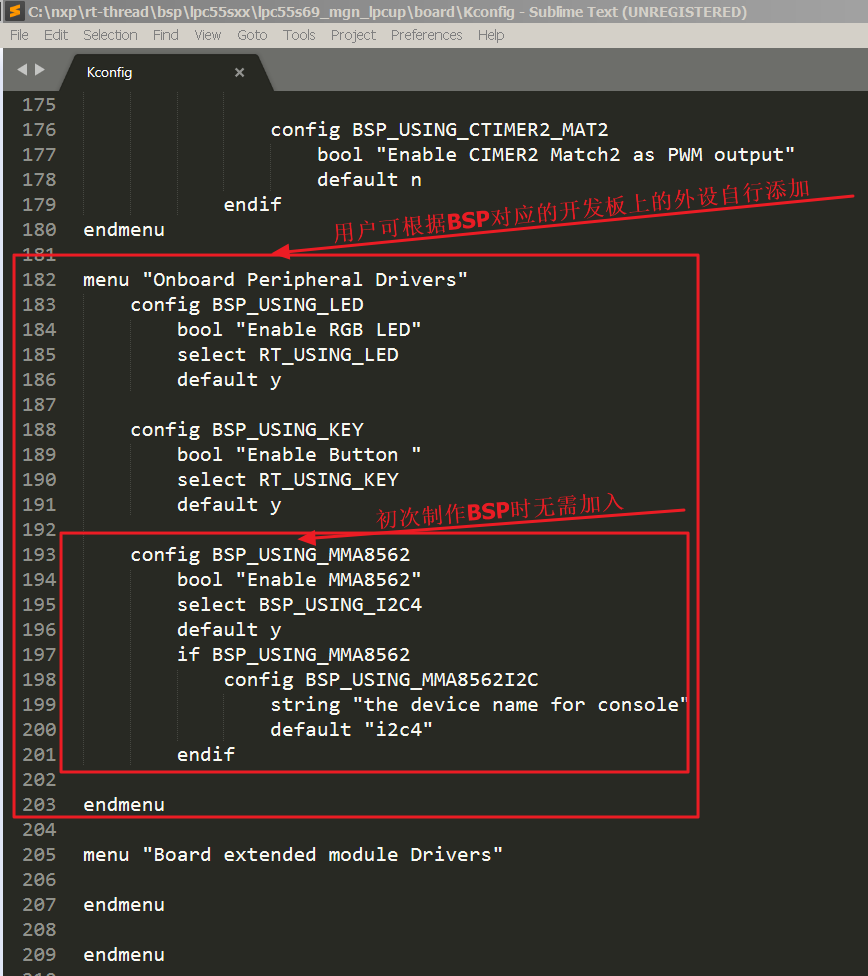 C:\nxp\rt-thread\bsp\lpc55sxx\lpc55s69_mgn_lpcup\board\Kconfig - Sublime Text (UNREGISTERED)
File Edit Selection Find View Goto Tools Project Preferences Help
Kconfig ×
175
176 config BSP_USING_CTIMER2_MAT2
177 bool "Enable CIMER2 Match2 as PWM output"
178 default n
用户可根据BSP对应的开发板上的外设自行添加
179 endif
180 endmenu
181
182 menu "Onboard Peripheral Drivers"
183 config BSP_USING_LED
184 bool "Enable RGB LED"
185 select RT_USING_LED
186 default y
187
188 config BSP_USING_KEY
189 bool "Enable Button "
190 select RT_USING_KEY
191 default y
初次制作BSP时无需加入
192
193 config BSP_USING_MMA8562
194 bool "Enable MMA8562"
195 select BSP_USING_I2C4
196 default y
197 if BSP_USING_MMA8562
198 config BSP_USING_MMA8562I2C
199 string "the device name for console"
200 default "i2c4"
201 endif
202
203 endmenu
204
205 menu "Board extended module Drivers"
206
207 endmenu
208
209 endmenu